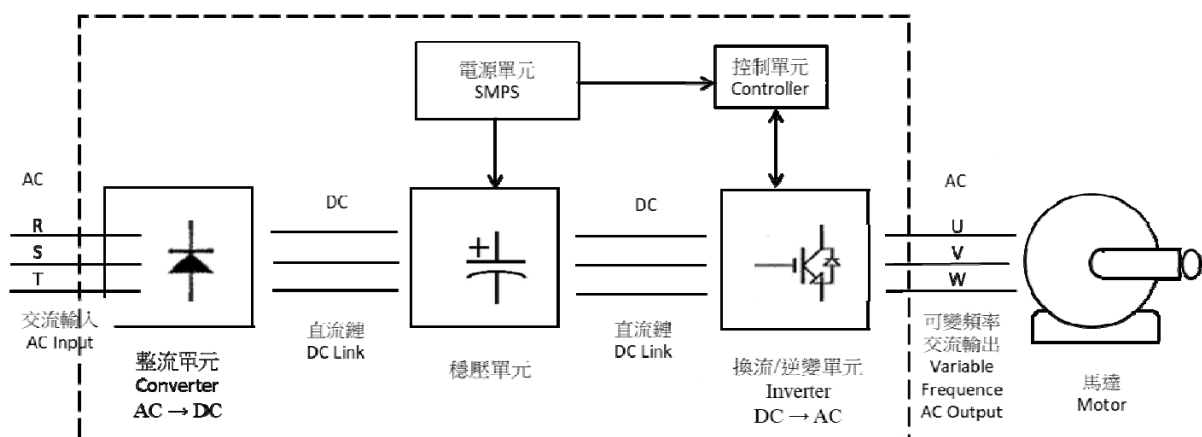 電源單元
SMPS
控制單元
Controller
AC
DC
DC
AC
R
S
T
+
U
V
W
交流輸入
AC Input
直流鏈
DC Link
直流鏈
DC Link
整流單元
Converter
AC → DC
穩壓單元
換流/逆變單元
Inverter
DC → AC
可變頻率
交流輸出
Variable
Frequence
AC Output
馬達
Motor